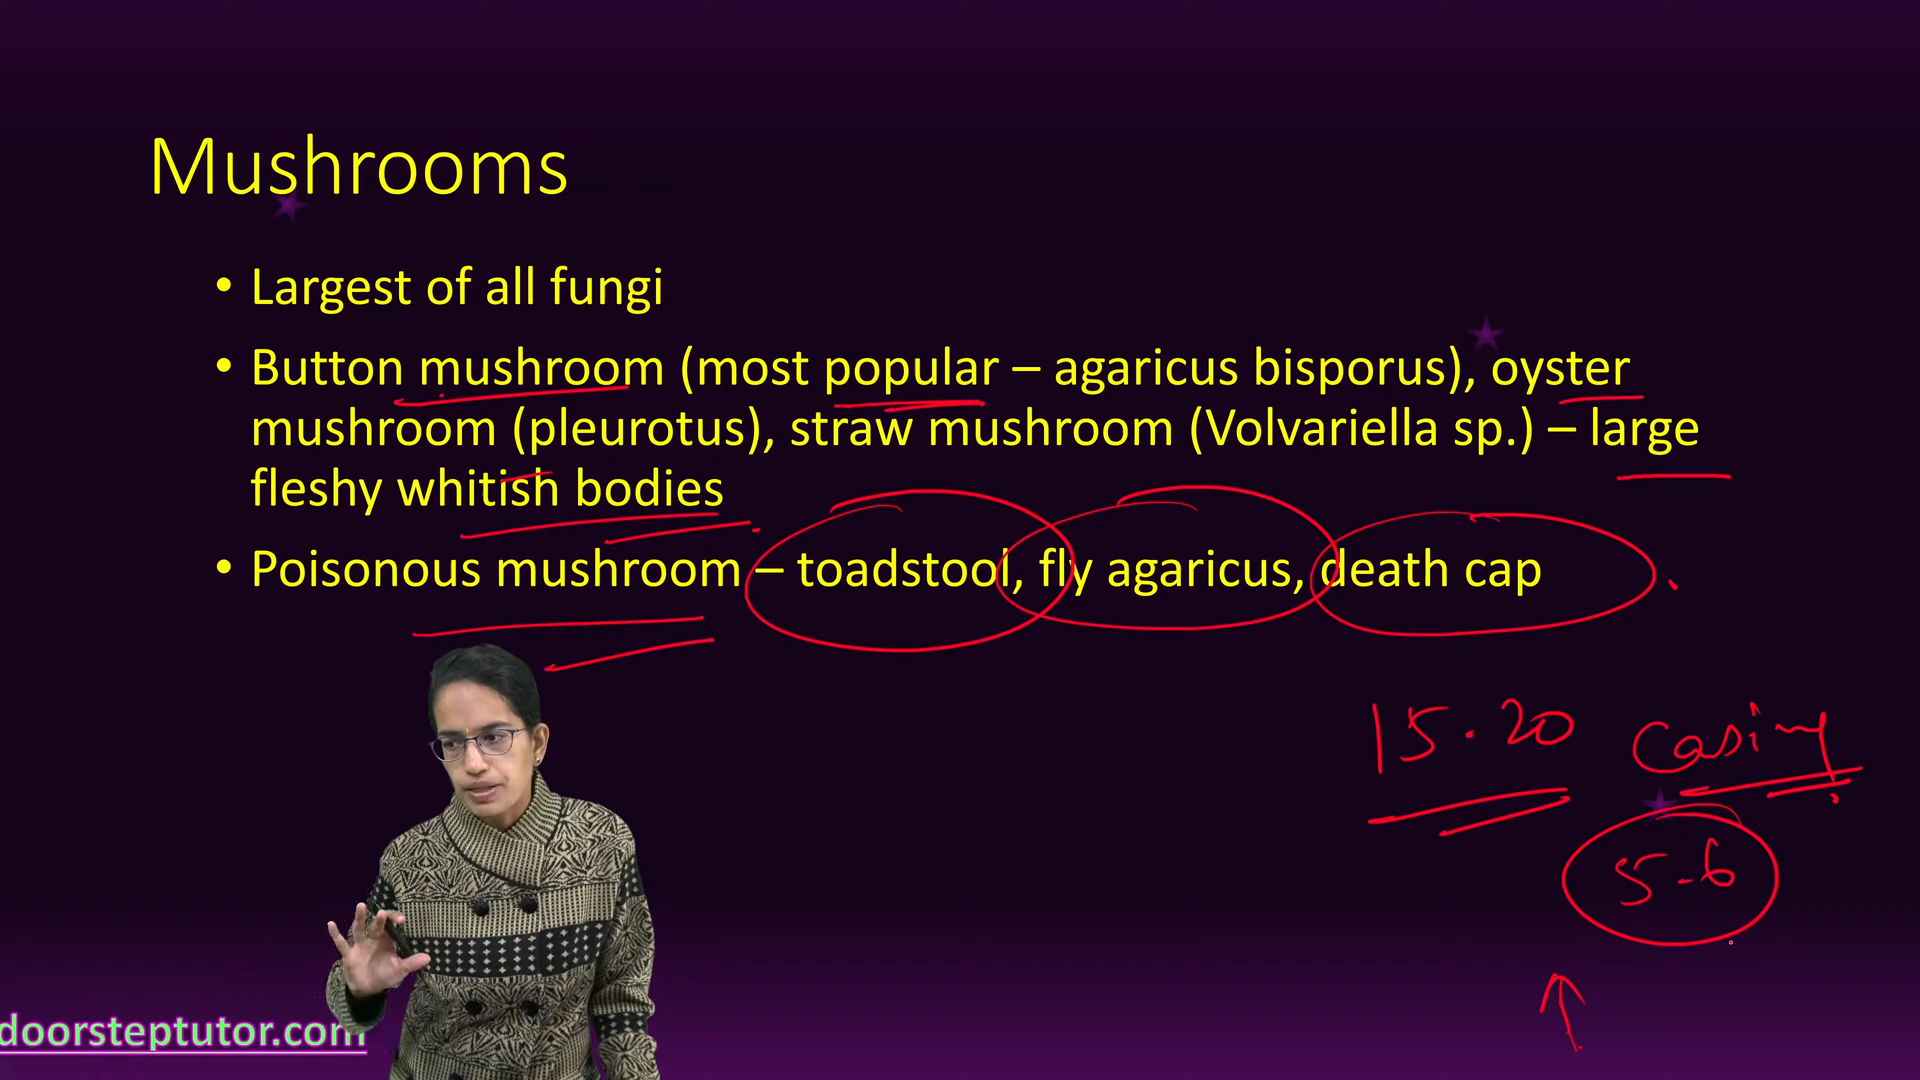 Mushrooms
• Largest of all fungi
• Button mushroom (most popular – agaricus bisporus), oyster
mushroom (pleurotus), straw mushroom (Volvariella sp.) – large
fleshy whitish bodies
• Poisonous mushroom – toadstool, fly agaricus, death cap
15-20 casing
5-6
doorsteptutor.com